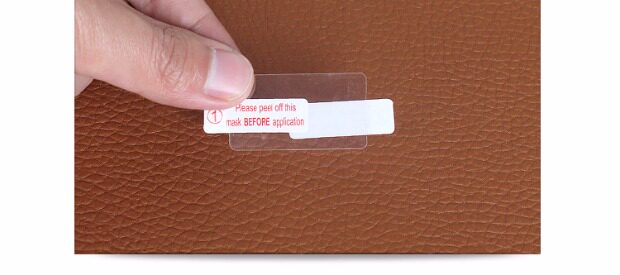 ① Please peel off this
mask BEFORE application